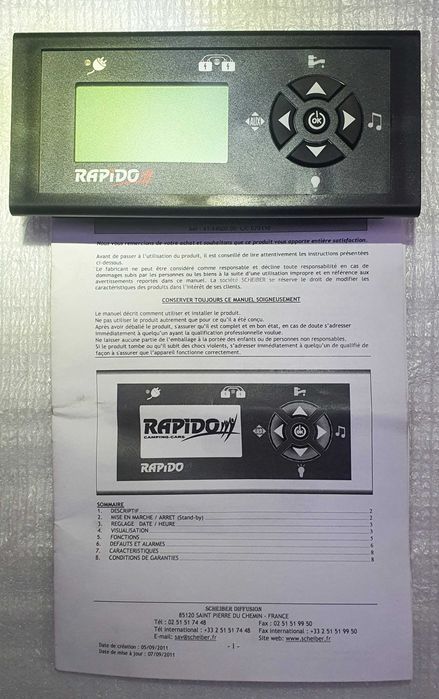 AUX
OK
RAPIDO
Nous vous remercions de votre achat et souhaitons que ce produit vous apporte entière satisfaction.
Avant de passer à l'utilisation du produit, il est conseillé de lire attentivement les instructions présentées
ci-dessous.
Le fabricant ne peut être considéré comme responsable et décline toute responsabilité en cas de
dommages subis par les personnes ou les biens à la suite d'une utilisation impropre et en référence aux
avertissements reportés dans ce manuel. La société SCHEIBER se réserve le droit de modifier les
caractéristiques des produits dans l'intérêt de ses clients.
CONSERVER TOUJOURS CE MANUEL SOIGNEUSEMENT
Le manuel décrit comment utiliser et installer le produit.
Ne pas utiliser le produit autrement que pour ce qu'il a été conçu.
Après avoir déballé le produit, s'assurer qu'il est complet et en bon état, en cas de doute s'adresser
immédiatement à quelqu'un ayant la qualification professionnelle voulue.
Ne laisser aucune partie de l'emballage à la portée des enfants ou de personnes non responsables.
Si le produit tombe ou qu'il subit des chocs violents, s'adresser immédiatement à quelqu'un de qualifié de
façon à s'assurer que l'appareil fonctionne correctement.
RAPIDO
CAMPING-CARS
OK
RAPIDO
SOMMAIRE
1. DESCRIPTIF 2
2. MISE EN MARCHE / ARRET (Stand-by) 2
3. REGLAGE DATE / HEURE 3
4. VISUALISATION 3
5. FONCTIONS 5
6. DEFAUTS ET ALARMES 6
7. CARACTERISTIQUES 8
8. CONDITIONS DE GARANTIES 8
SCHEIBER DIFFUSION
85120 SAINT PIERRE DU CHEMIN - FRANCE
Tél : 02 51 51 74 48 Fax : 02 51 51 99 50
Tél international : +33 2 51 51 74 48 Fax international : +33 2 51 51 99 50
E-mail: sav@scheiber.fr Site web: www.scheiber.fr
Date de création : 05/09/2011
- 1 -
Date de mise à jour : 07/09/2011